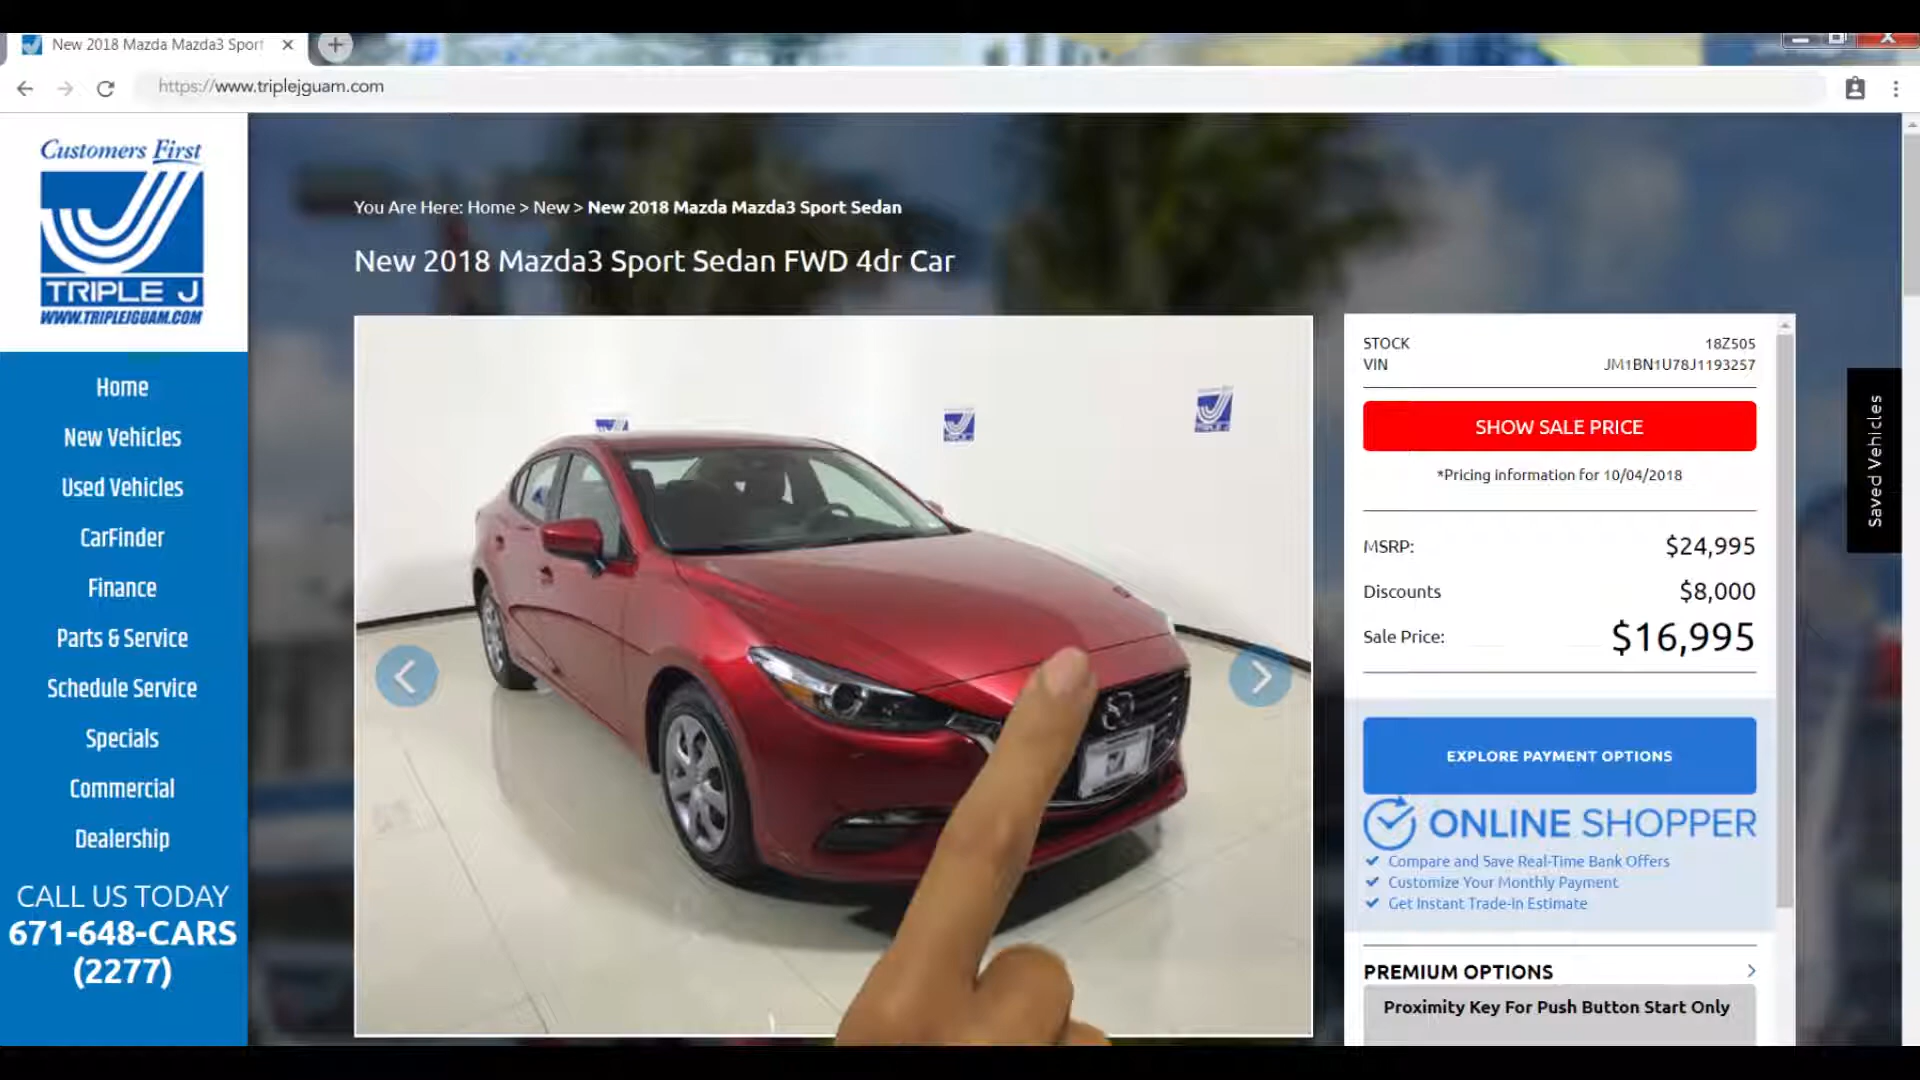 New 2018 Mazda Mazda3 Sport
https://www.triplejguam.com
Customers First
TRIPLE J
WWW.TRIPLEJGUAM.COM
Home
New Vehicles
Used Vehicles
CarFinder
Finance
Parts & Service
Schedule Service
Specials
Commercial
Dealership
CALL US TODAY
671-648-CARS
(2277)
You Are Here: Home > New > New 2018 Mazda Mazda3 Sport Sedan
New 2018 Mazda3 Sport Sedan FWD 4dr Car
TRIPLE J
TRIPLE J
STOCK 18Z505
VIN JM1BN1U78J1193257
SHOW SALE PRICE
*Pricing information for 10/04/2018
MSRP: $24,995
Discounts $8,000
Sale Price: $16,995
EXPLORE PAYMENT OPTIONS
ONLINE SHOPPER
Compare and Save Real-Time Bank Offers
Customize Your Monthly Payment
Get Instant Trade-In Estimate
PREMIUM OPTIONS
Proximity Key For Push Button Start Only
Saved Vehicles